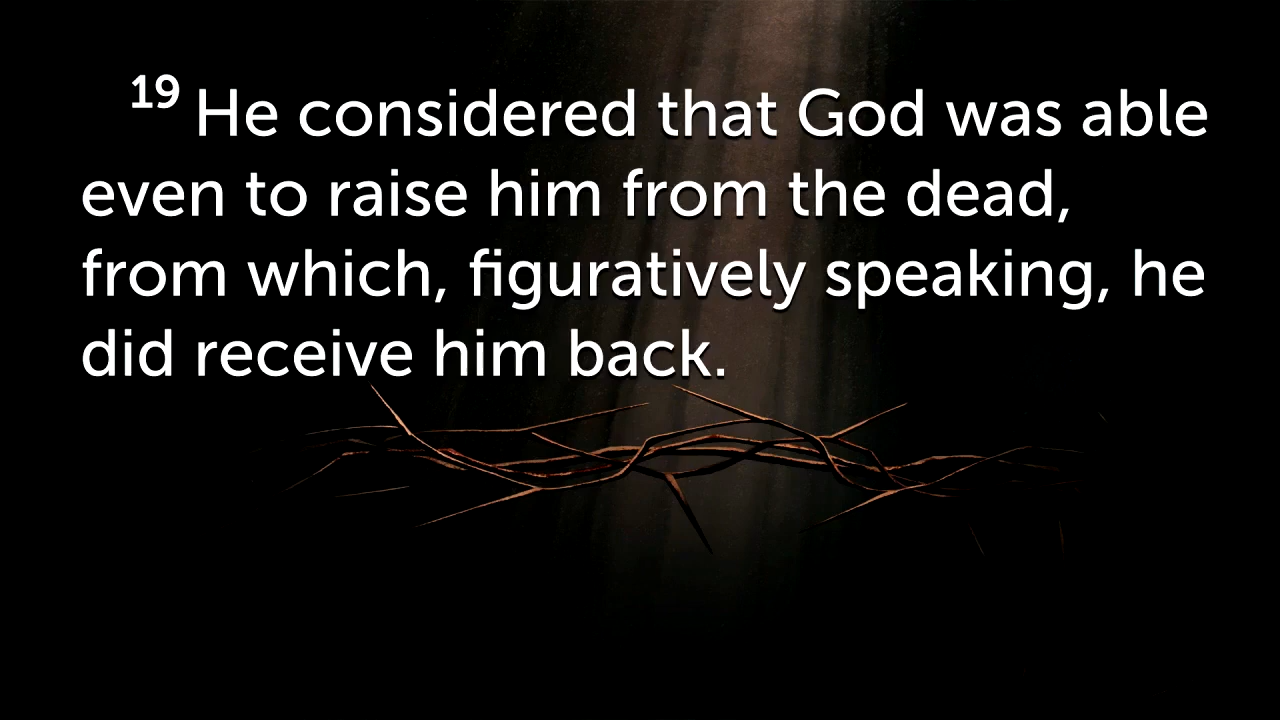 19 He considered that God was able
even to raise him from the dead,
from which, figuratively speaking, he
did receive him back.